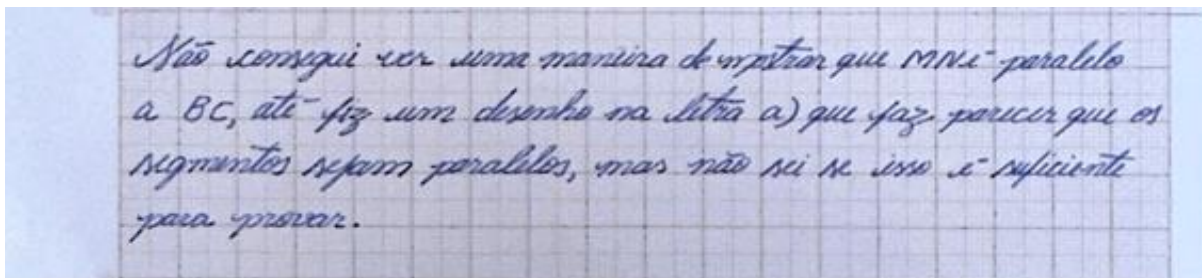 Não consegui ver uma maneira de mostrar que MN é paralelo
a BC, até fiz um desenho na letra a) que faz parecer que os
segmentos sejam paralelos, mas não sei se isso é suficiente
para provar.